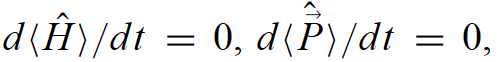 d⟨Ĥ⟩/dt = 0, d⟨P⃗̂⟩/dt = 0,